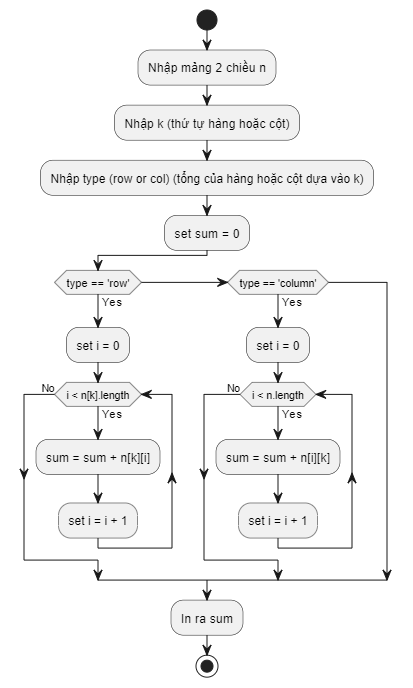 Nhập mảng 2 chiều n
Nhập k (thứ tự hàng hoặc cột)
Nhập type (row or col) (tổng của hàng hoặc cột dựa vào k)
set sum = 0
type == 'row'
Yes
set i = 0
No
i < n[k].length
Yes
sum = sum + n[k][i]
set i = i + 1
type == 'column'
Yes
set i = 0
No
i < n.length
Yes
sum = sum + n[i][k]
set i = i + 1
In ra sum